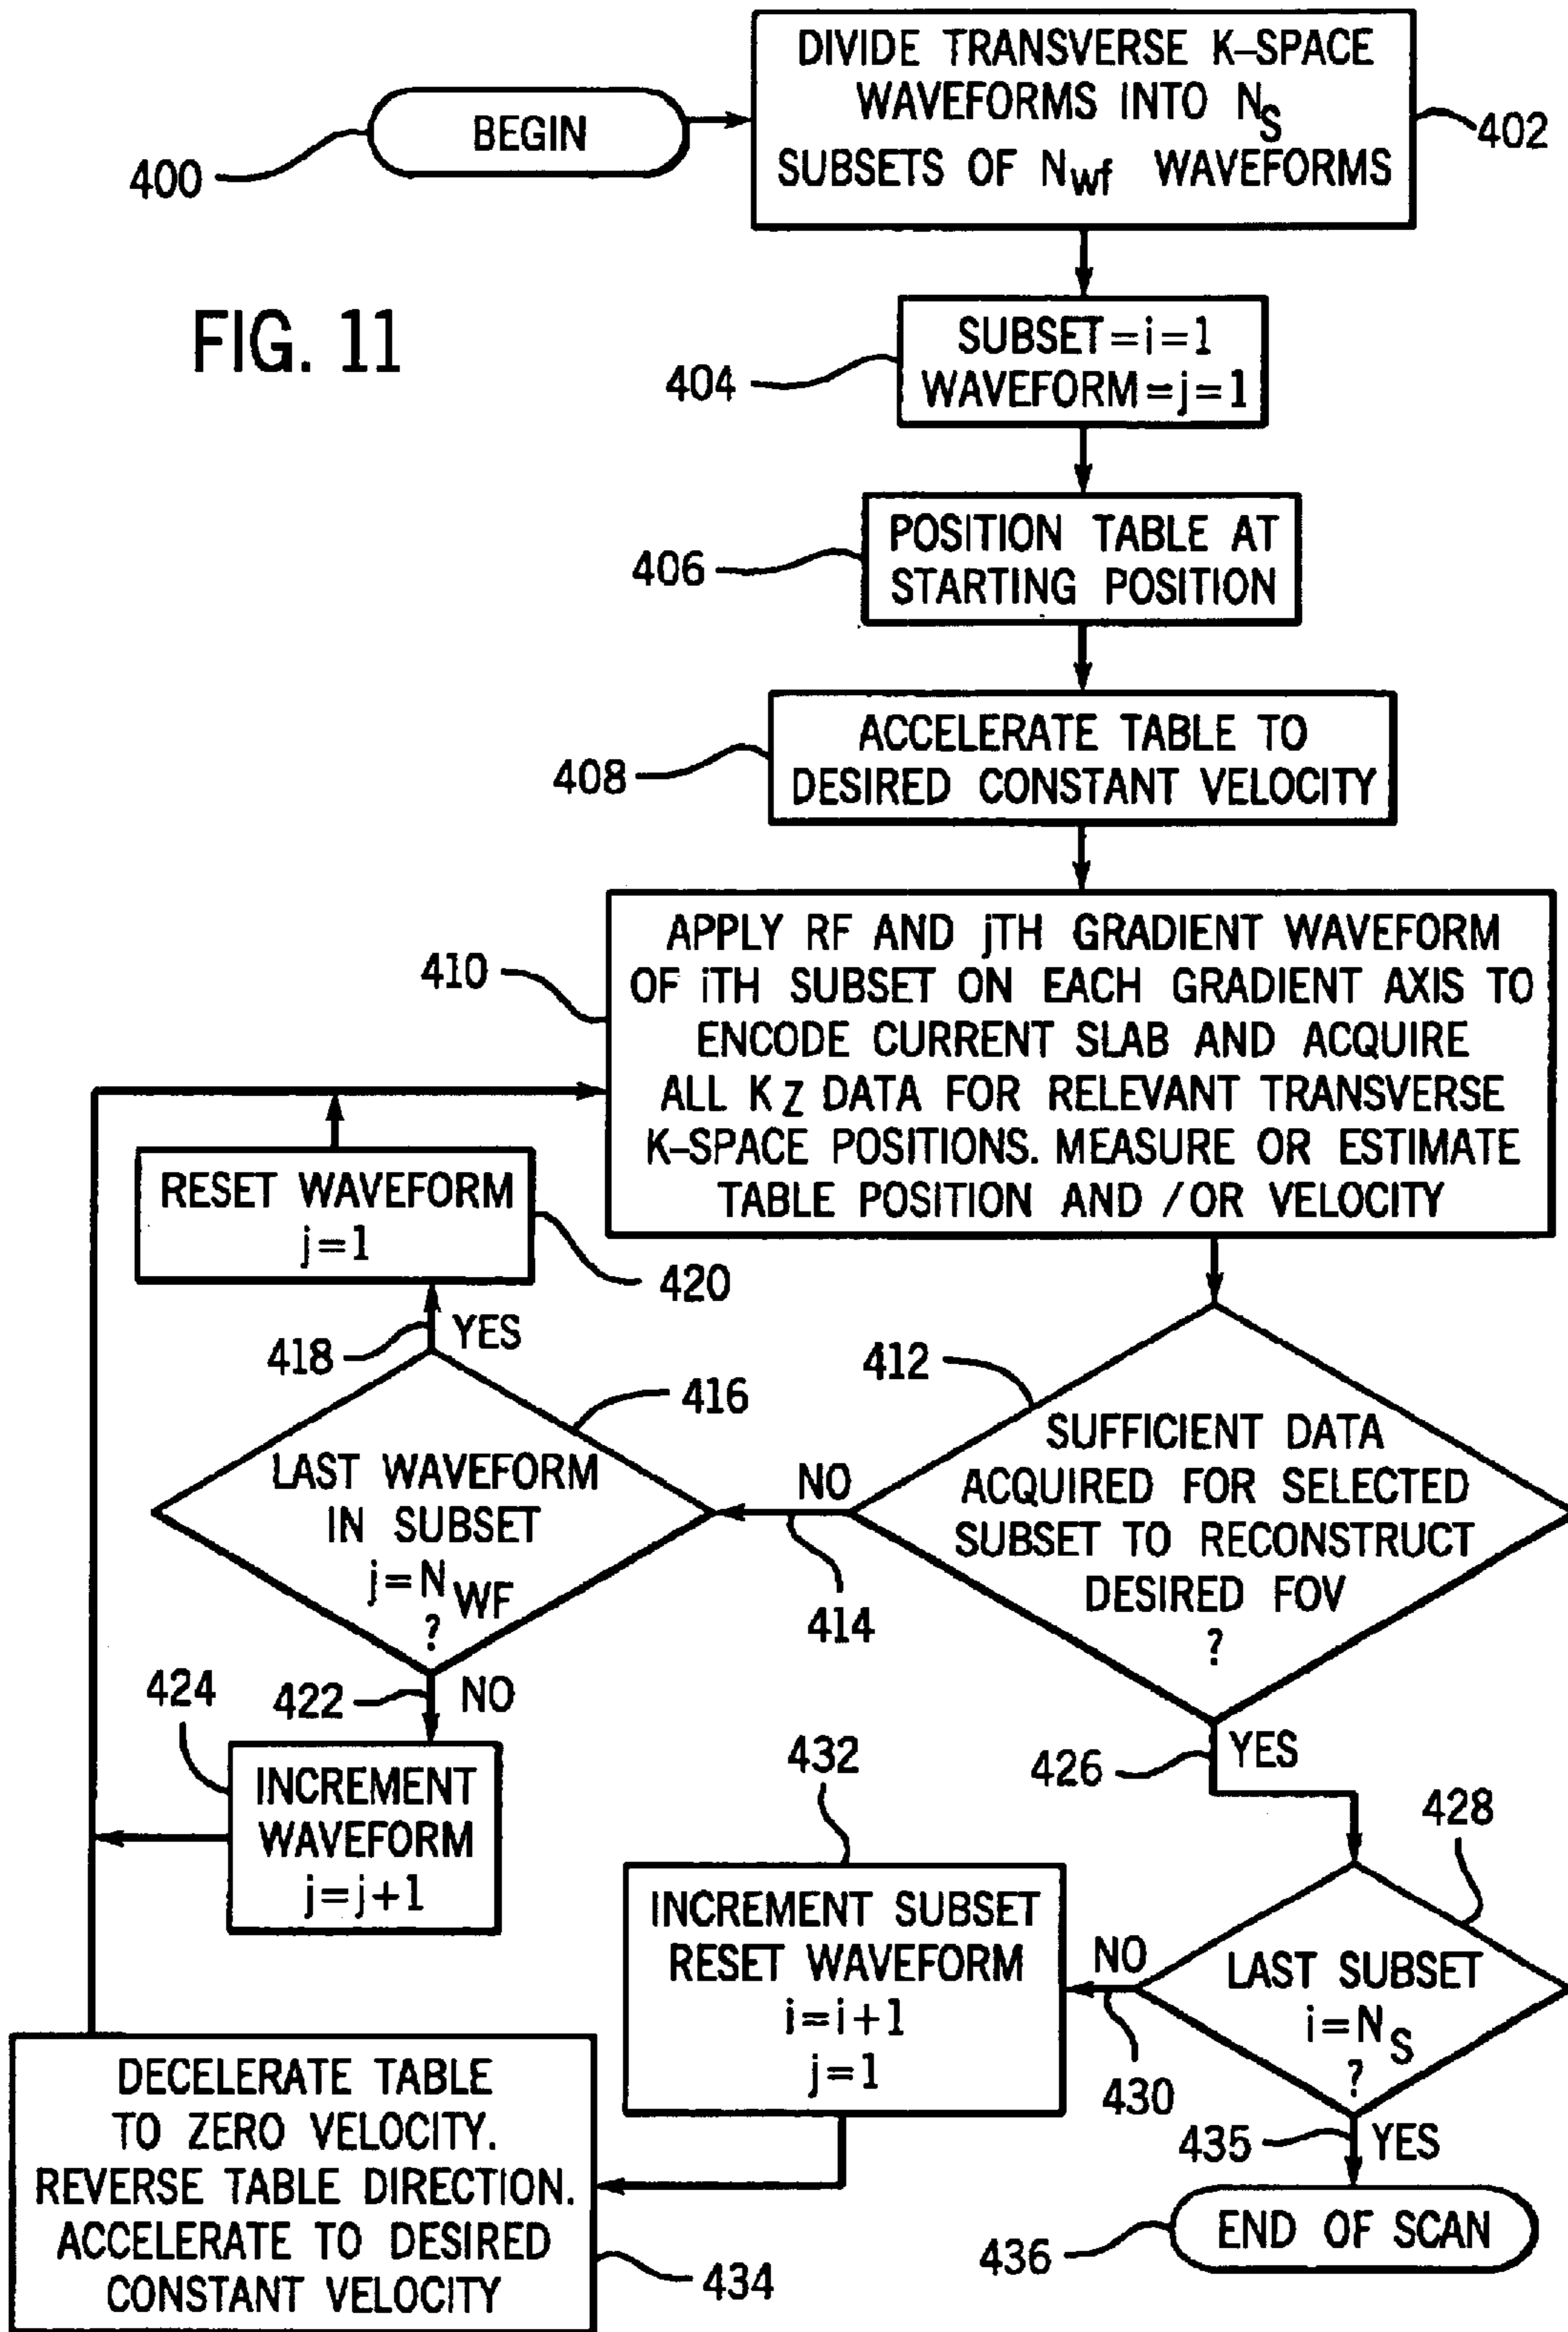 BEGIN
400
DIVIDE TRANSVERSE K-SPACE
WAVEFORMS INTO NS
SUBSETS OF Nwf WAVEFORMS
402
FIG. 11
SUBSET=i=1
WAVEFORM=j=1
404
POSITION TABLE AT
STARTING POSITION
406
ACCELERATE TABLE TO
DESIRED CONSTANT VELOCITY
408
APPLY RF AND jTH GRADIENT WAVEFORM
OF iTH SUBSET ON EACH GRADIENT AXIS TO
ENCODE CURRENT SLAB AND ACQUIRE
ALL KZ DATA FOR RELEVANT TRANSVERSE
K-SPACE POSITIONS. MEASURE OR ESTIMATE
TABLE POSITION AND /OR VELOCITY
410
RESET WAVEFORM
j=1
420
418
YES
412
SUFFICIENT DATA
ACQUIRED FOR SELECTED
SUBSET TO RECONSTRUCT
DESIRED FOV
?
NO
414
416
LAST WAVEFORM
IN SUBSET
j=NWF
?
422
NO
424
INCREMENT
WAVEFORM
j=j+1
426
YES
428
LAST SUBSET
i=NS
?
NO
430
432
INCREMENT SUBSET
RESET WAVEFORM
i=i+1
j=1
DECELERATE TABLE
TO ZERO VELOCITY.
REVERSE TABLE DIRECTION.
ACCELERATE TO DESIRED
CONSTANT VELOCITY
434
435
YES
END OF SCAN
436